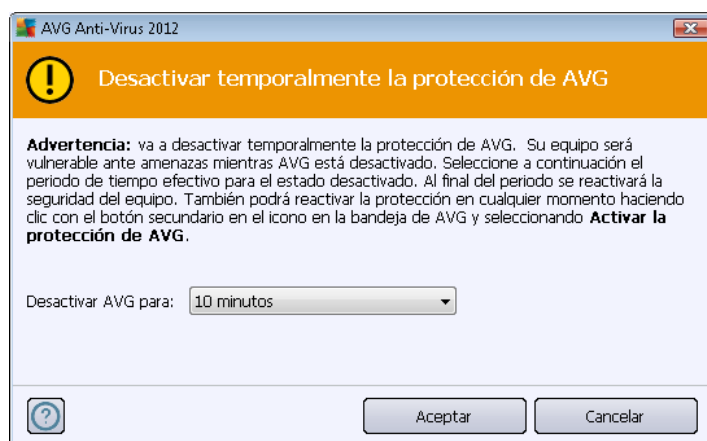 AVG Anti-Virus 2012
Desactivar temporalmente la protección de AVG
Advertencia: va a desactivar temporalmente la protección de AVG. Su equipo será
vulnerable ante amenazas mientras AVG está desactivado. Seleccione a continuación el
periodo de tiempo efectivo para el estado desactivado. Al final del periodo se reactivará la
seguridad del equipo. También podrá reactivar la protección en cualquier momento haciendo
clic con el botón secundario en el icono en la bandeja de AVG y seleccionando Activar la
protección de AVG.
Desactivar AVG para: 10 minutos
Aceptar Cancelar